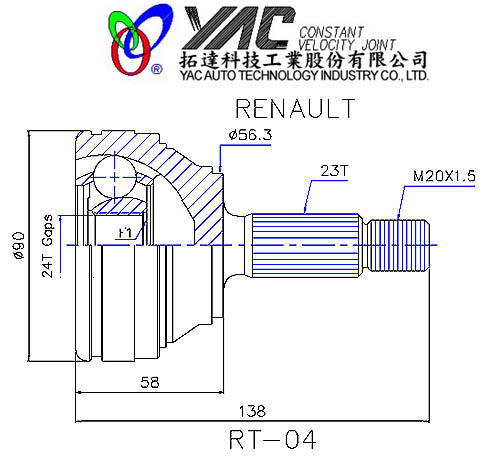 YAC CONSTANT
VELOCITY JOINT
®
拓達科技工業股份有限公司
YAC AUTO TECHNOLOGY INDUSTRY CO., LTD.
RENAULT
ø56.3
23T
M20X1.5
ø90
24T Gaps
F1
58
138
RT-04